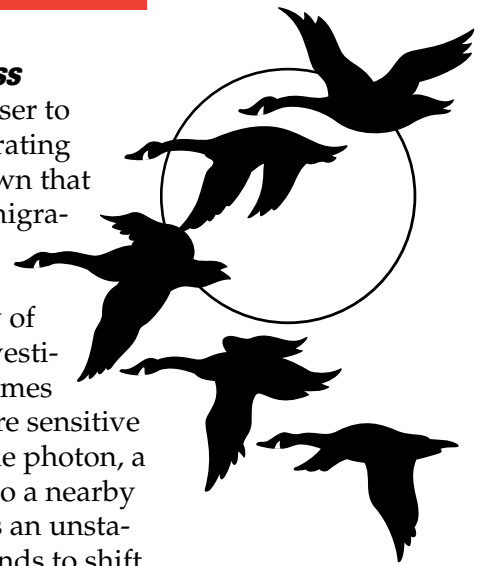 ss
ser to
rating
wn that
nigra-
of
vesti-
mes
re sensitive
le photon, a
o a nearby
s an unsta-
nds to shift